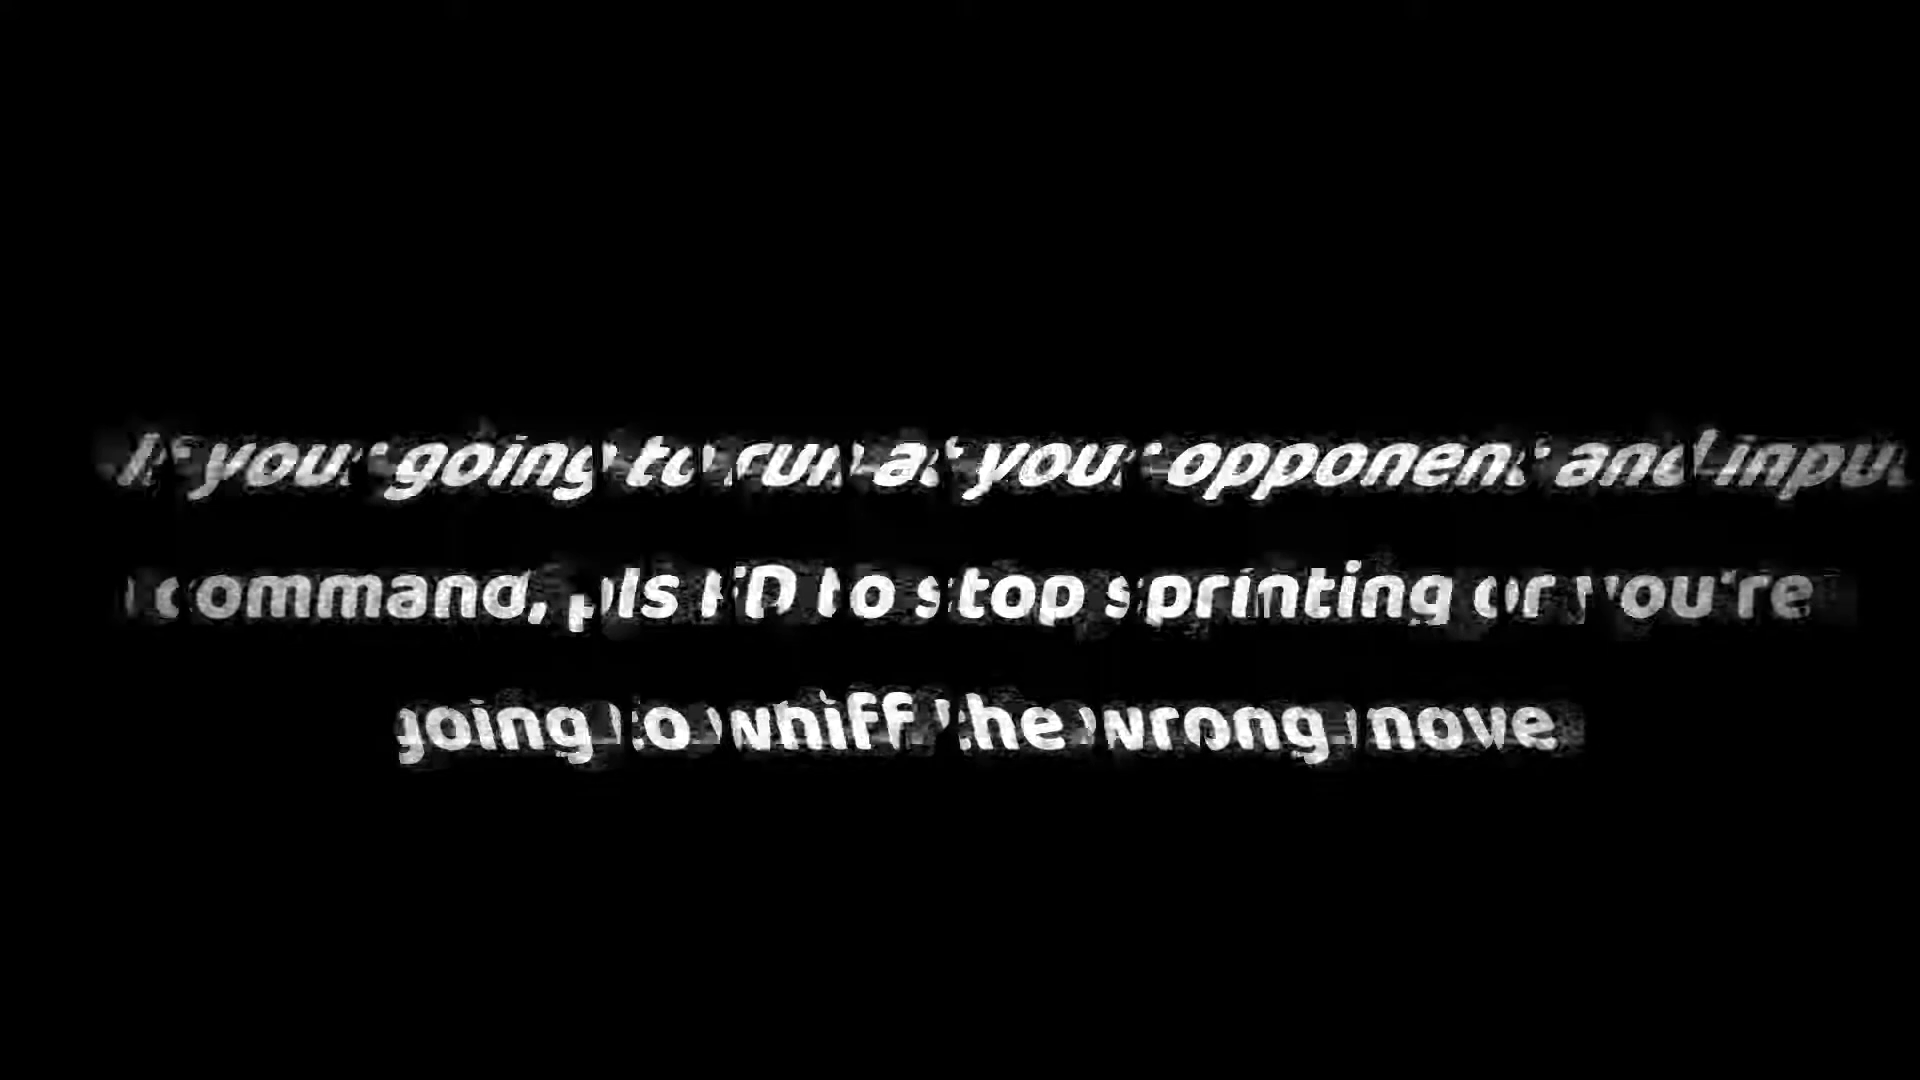 If your going to run at your opponent and input
a command, pls FD to stop sprinting or you're
going to whiff the wrong move